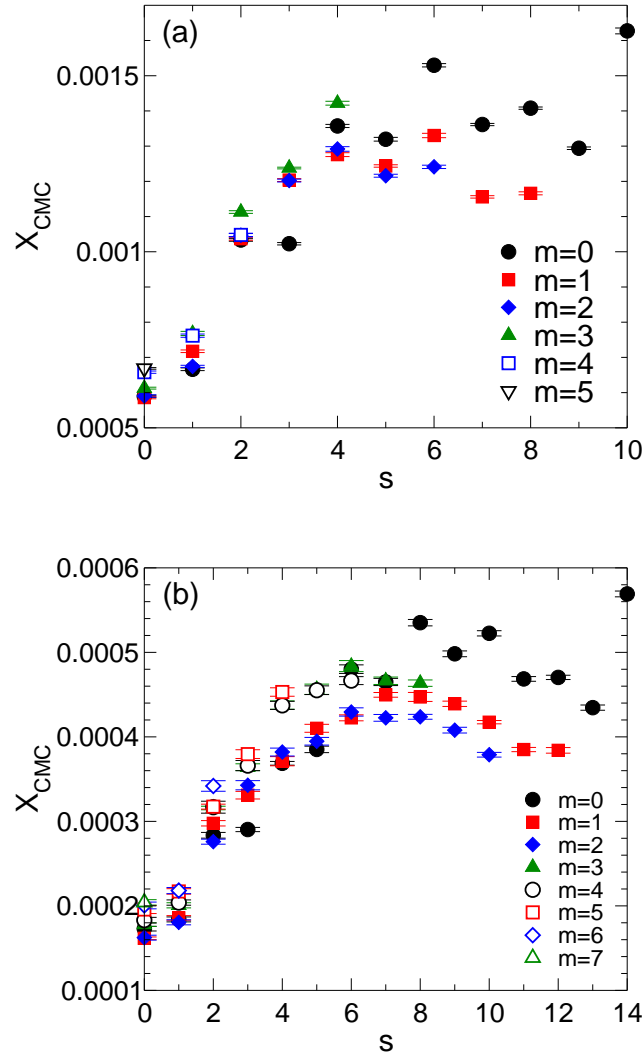 (a)
0.0015
0.001
0.0005
X_CMC
m=0
m=1
m=2
m=3
m=4
m=5
0 2 4 6 8 10
s
(b)
0.0006
0.0005
0.0004
0.0003
0.0002
0.0001
X_CMC
m=0
m=1
m=2
m=3
m=4
m=5
m=6
m=7
0 2 4 6 8 10 12 14
s